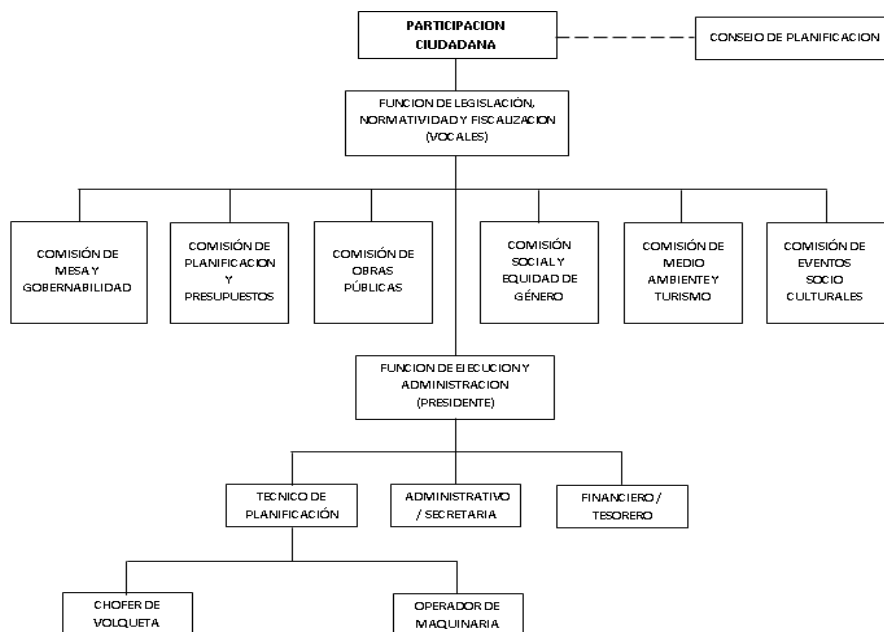 PARTICIPACION
CIUDADANA
CONSEJO DE PLANIFICACION
FUNCION DE LEGISLACIÓN,
NORMATIVIDAD Y FISCALIZACION
(VOCALES)
COMISIÓN DE
MESA Y
GOBERNABILIDAD
COMISIÓN DE
PLANIFICACION
Y
PRESUPUESTOS
COMISIÓN DE
OBRAS
PÚBLICAS
COMISIÓN
SOCIAL Y
EQUIDAD DE
GÉNERO
COMISIÓN DE
MEDIO
AMBIENTE Y
TURISMO
COMISIÓN DE
EVENTOS
SOCIO
CULTURALES
FUNCION DE EJECUCION Y
ADMINISTRACION
(PRESIDENTE)
TECNICO DE
PLANIFICACIÓN
ADMINISTRATIVO
/ SECRETARIA
FINANCIERO /
TESORERO
CHOFER DE
VOLQUETA
OPERADOR DE
MAQUINARIA